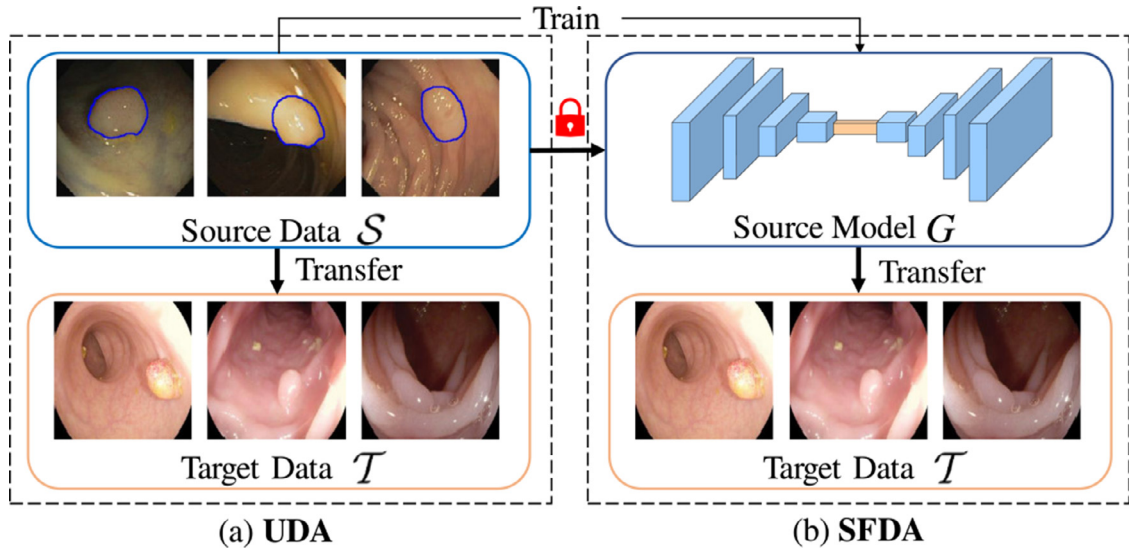 Train
Source Data 𝒮
Source Model G
Transfer
Transfer
Target Data 𝒯
Target Data 𝒯
(a) UDA
(b) SFDA